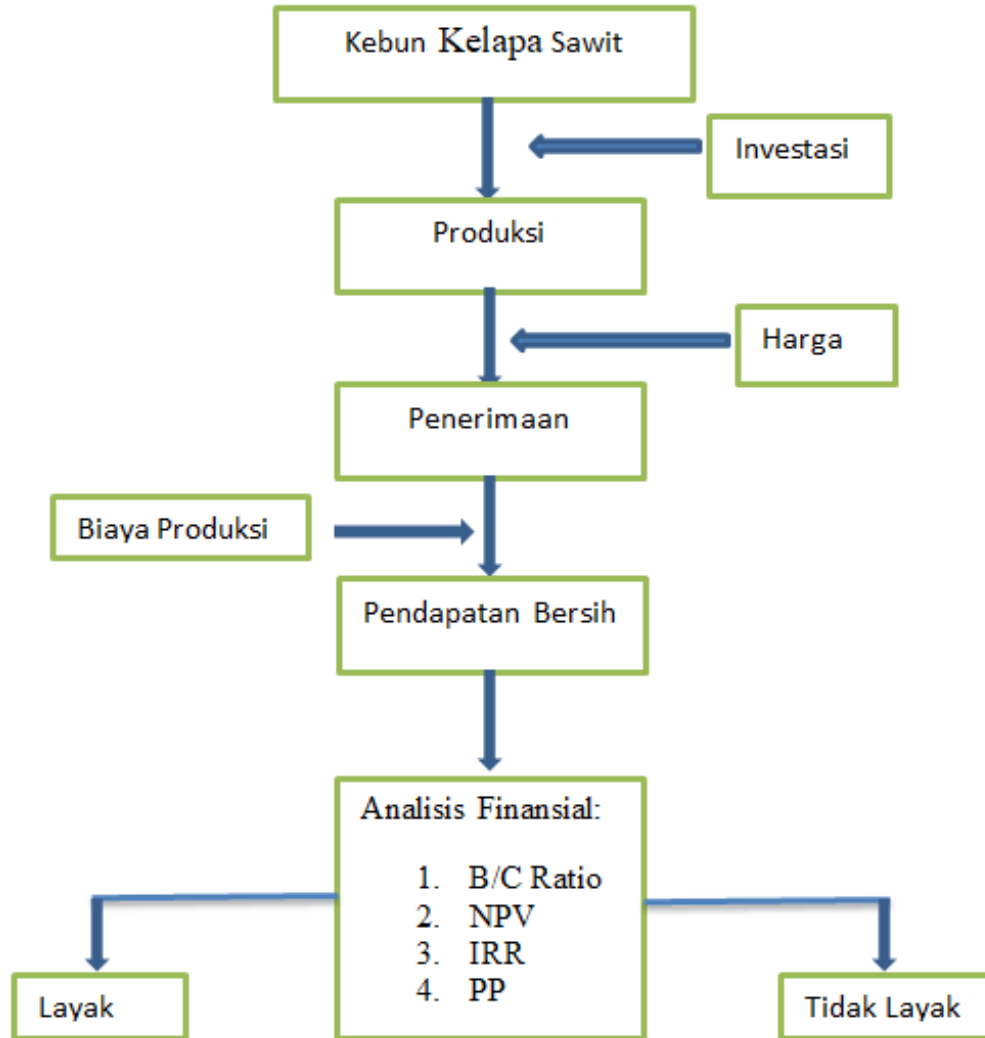 Kebun Kelapa Sawit
Investasi
Produksi
Harga
Penerimaan
Biaya Produksi
Pendapatan Bersih
Analisis Finansial:
1. B/C Ratio
2. NPV
3. IRR
4. PP
Layak
Tidak Layak